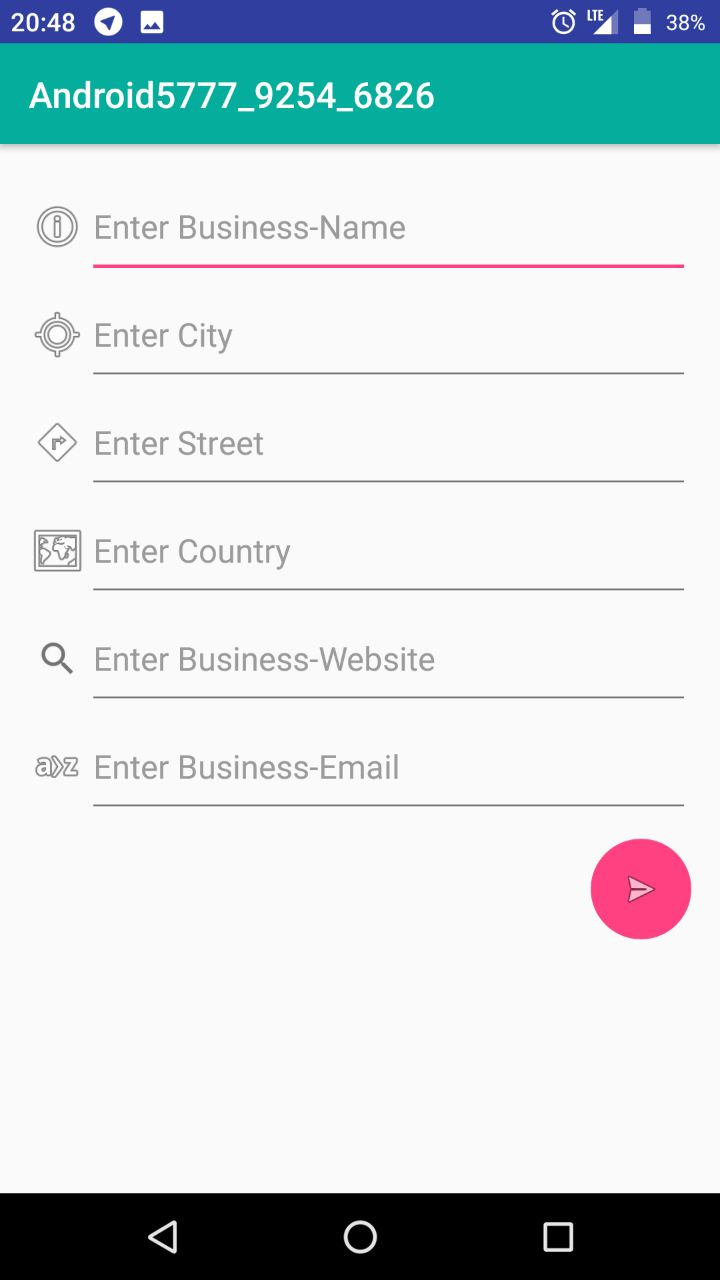 20:48 LTE 38%
Android5777_9254_6826
Enter Business-Name
Enter City
Enter Street
Enter Country
Enter Business-Website
a>z Enter Business-Email